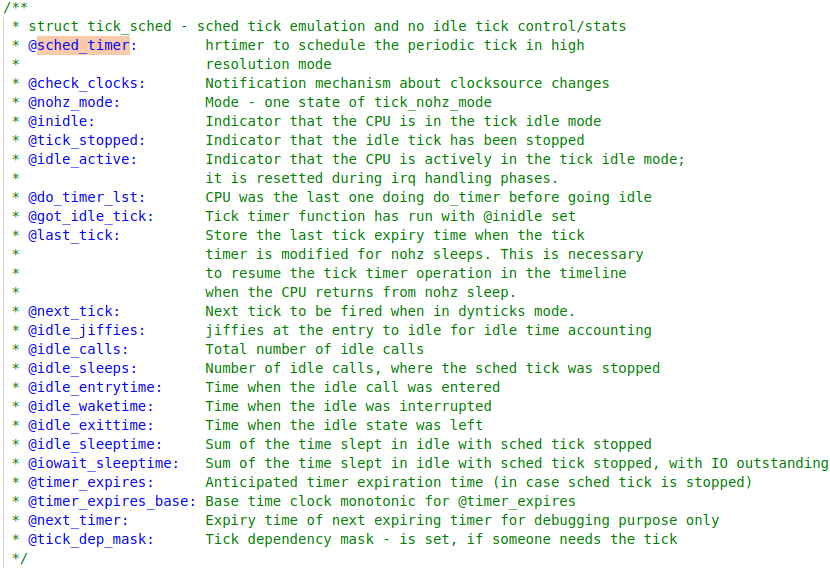 /**
 * struct tick_sched - sched tick emulation and no idle tick control/stats
 * @sched_timer:        hrtimer to schedule the periodic tick in high
 *                      resolution mode
 * @check_clocks:       Notification mechanism about clocksource changes
 * @nohz_mode:          Mode - one state of tick_nohz_mode
 * @inidle:             Indicator that the CPU is in the tick idle mode
 * @tick_stopped:       Indicator that the idle tick has been stopped
 * @idle_active:        Indicator that the CPU is actively in the tick idle mode;
 *                      it is resetted during irq handling phases.
 * @do_timer_lst:       CPU was the last one doing do_timer before going idle
 * @got_idle_tick:      Tick timer function has run with @inidle set
 * @last_tick:          Store the last tick expiry time when the tick
 *                      timer is modified for nohz sleeps. This is necessary
 *                      to resume the tick timer operation in the timeline
 *                      when the CPU returns from nohz sleep.
 * @next_tick:          Next tick to be fired when in dynticks mode.
 * @idle_jiffies:       jiffies at the entry to idle for idle time accounting
 * @idle_calls:         Total number of idle calls
 * @idle_sleeps:        Number of idle calls, where the sched tick was stopped
 * @idle_entrytime:     Time when the idle call was entered
 * @idle_waketime:      Time when the idle was interrupted
 * @idle_exittime:      Time when the idle state was left
 * @idle_sleeptime:     Sum of the time slept in idle with sched tick stopped
 * @iowait_sleeptime:   Sum of the time slept in idle with sched tick stopped, with IO outstanding
 * @timer_expires:      Anticipated timer expiration time (in case sched tick is stopped)
 * @timer_expires_base: Base time clock monotonic for @timer_expires
 * @next_timer:         Expiry time of next expiring timer for debugging purpose only
 * @tick_dep_mask:      Tick dependency mask - is set, if someone needs the tick
 */